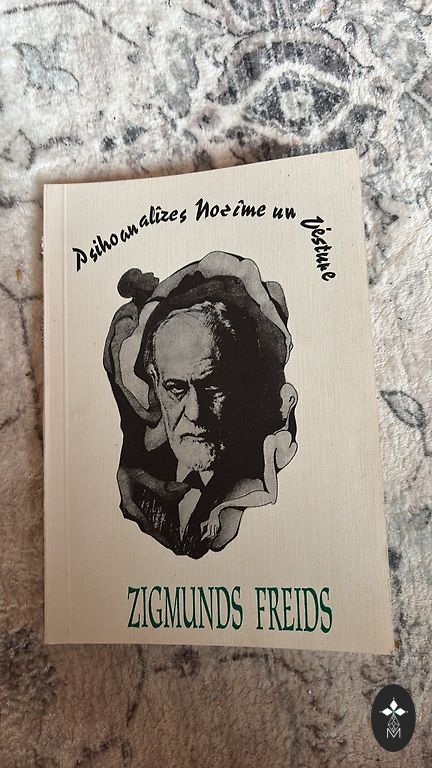 Psihoanalīzes Nozīme un Vēsture
ZIGMUNDS FREIDS
M